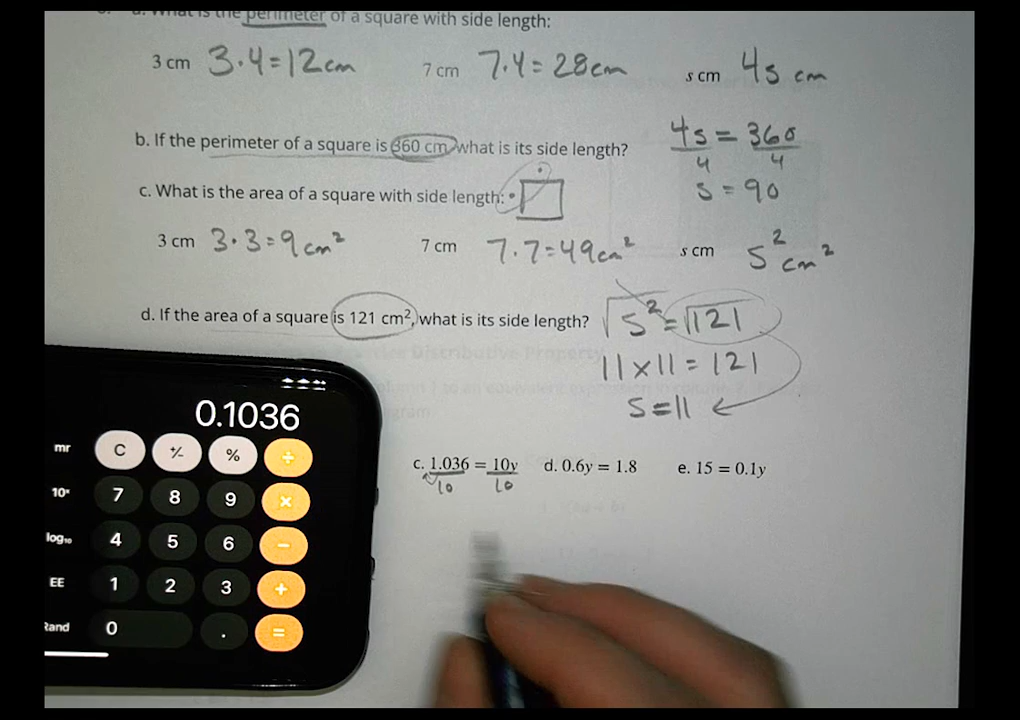 perimeter of a square with side length:
3 cm 3·4=12cm 7 cm 7·4=28cm s cm 4s cm
b. If the perimeter of a square is 360 cm what is its side length? 4s = 360
4 4
s = 90
c. What is the area of a square with side length:
3 cm 3·3=9cm² 7 cm 7·7=49cm² s cm s²cm²
d. If the area of a square is 121 cm², what is its side length? √s²=√121
11x11=121
s=11
0.1036
mr C +/- % ÷
10ˣ 7 8 9 ×
log₁₀ 4 5 6 −
EE 1 2 3 +
Rand 0 . =
c. 1.036 = 10y d. 0.6y = 1.8 e. 15 = 0.1y
10 10